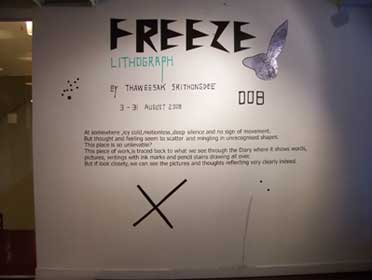 FREEZE
LITHOGRAPH
BY THAWEESAK SRITHONGDEE
3 - 31 AUGUST 2008
DOB
At somewhere ,icy cold,motionless,deep silence and no sign of movement,
But thought and feeling seem to scatter and mingling in unrecognised shapes.
This place is so unlievable?
This piece of work,is traced back to what we see through the Diary where it shows words,
pictures, writings with ink marks and pencil stains drawing all over.
But if look closely, we can see the pictures and thoughts reflecting very clearly indeed.